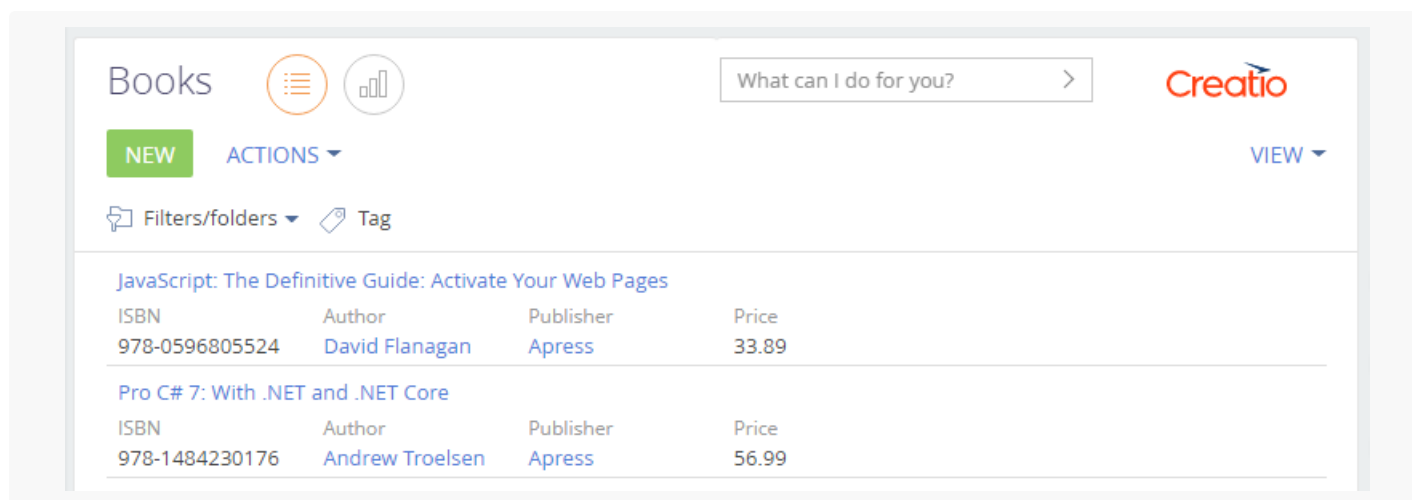 Books
What can I do for you?
Creatio
NEW ACTIONS VIEW
Filters/folders Tag
JavaScript: The Definitive Guide: Activate Your Web Pages
ISBN Author Publisher Price
978-0596805524 David Flanagan Apress 33.89
Pro C# 7: With .NET and .NET Core
ISBN Author Publisher Price
978-1484230176 Andrew Troelsen Apress 56.99